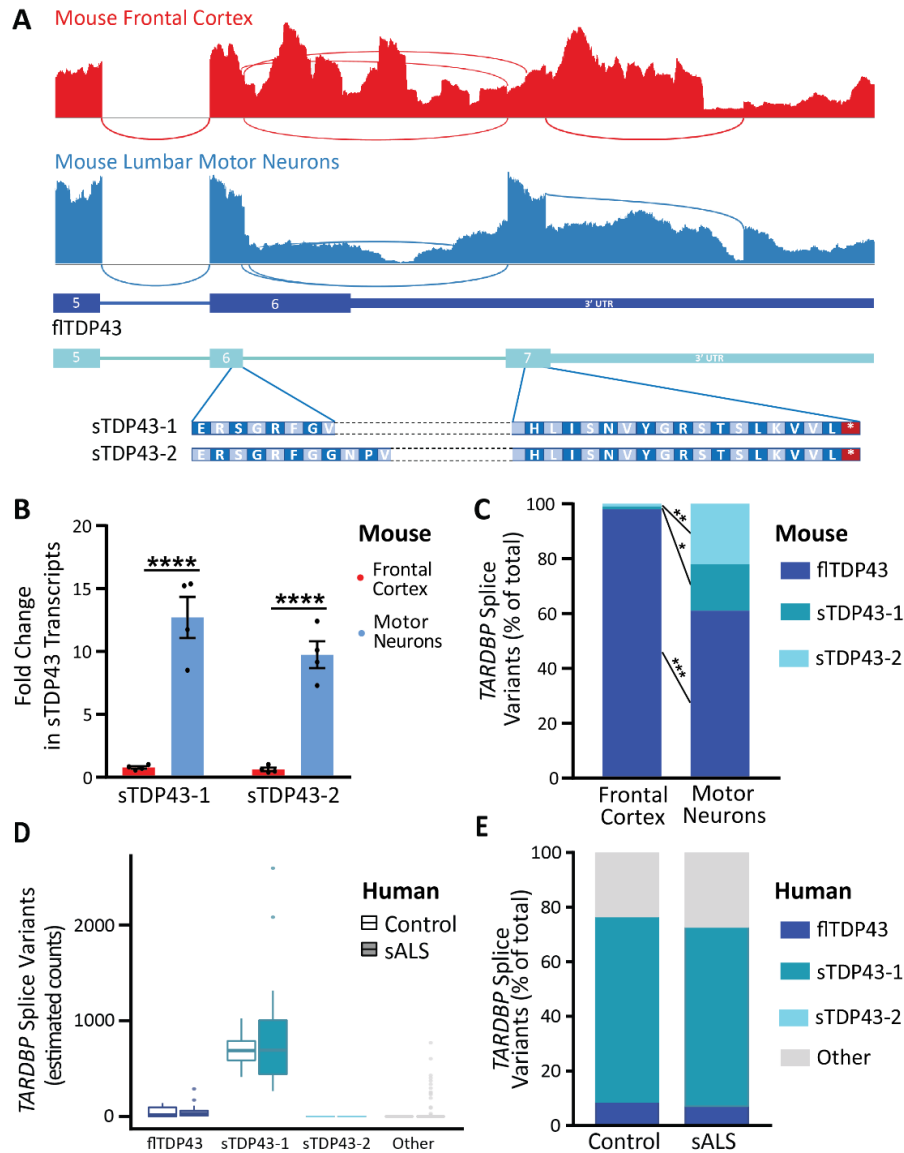 A
Mouse Frontal Cortex
Mouse Lumbar Motor Neurons
5
6
3' UTR
flTDP43
5
6
7
3' UTR
sTDP43-1
E R S G R F G V
H L I S N V Y G R S T S L K V V L *
sTDP43-2
E R S G R F G G N P V
H L I S N V Y G R S T S L K V V L *
B
Fold Change
in sTDP43 Transcripts
20
15
10
5
0
****
****
sTDP43-1
sTDP43-2
Mouse
Frontal
Cortex
Motor
Neurons
C
TARDBP Splice
Variants (% of total)
100
80
60
40
20
0
**
*
***
Frontal
Cortex
Motor
Neurons
Mouse
flTDP43
sTDP43-1
sTDP43-2
D
TARDBP Splice Variants
(estimated counts)
2000
1000
0
flTDP43
sTDP43-1
sTDP43-2
Other
Human
Control
sALS
E
TARDBP Splice
Variants (% of total)
100
80
60
40
20
0
Control
sALS
Human
flTDP43
sTDP43-1
sTDP43-2
Other